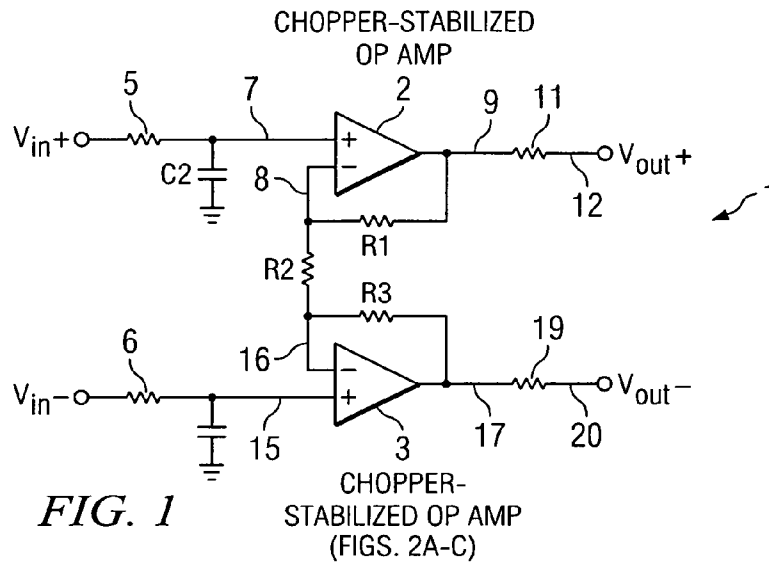 CHOPPER-STABILIZED
OP AMP
5
7
2
9
11
Vin+
+
−
Vout+
C2
8
12
R1
R2
R3
6
16
19
Vin−
−
+
Vout−
15
3
17
20
FIG. 1
CHOPPER-
STABILIZED OP AMP
(FIGS. 2A-C)